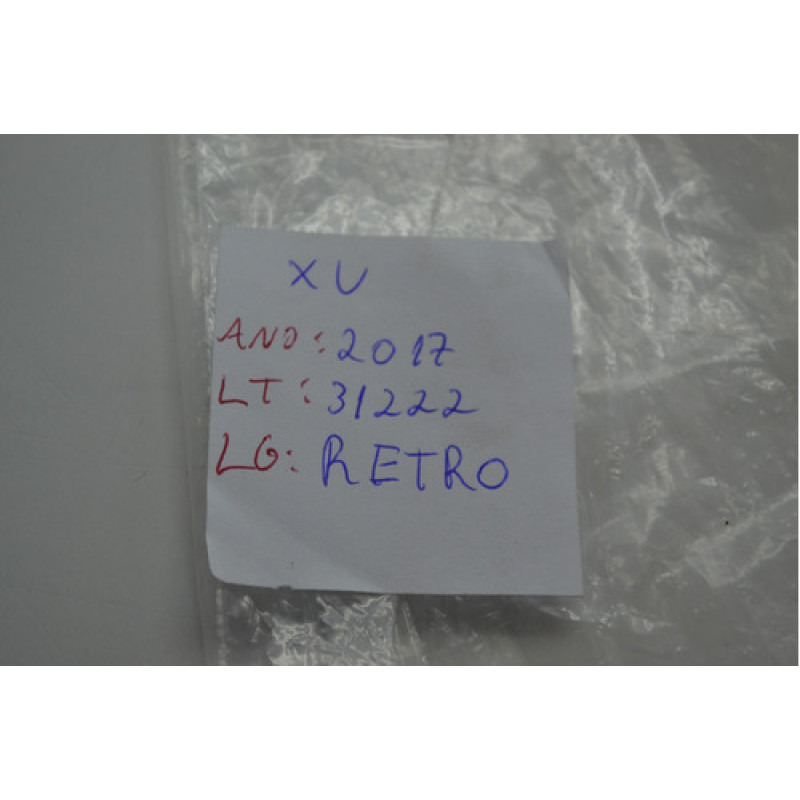 XU
ANO: 2017
LT: 31222
LG: RETRO